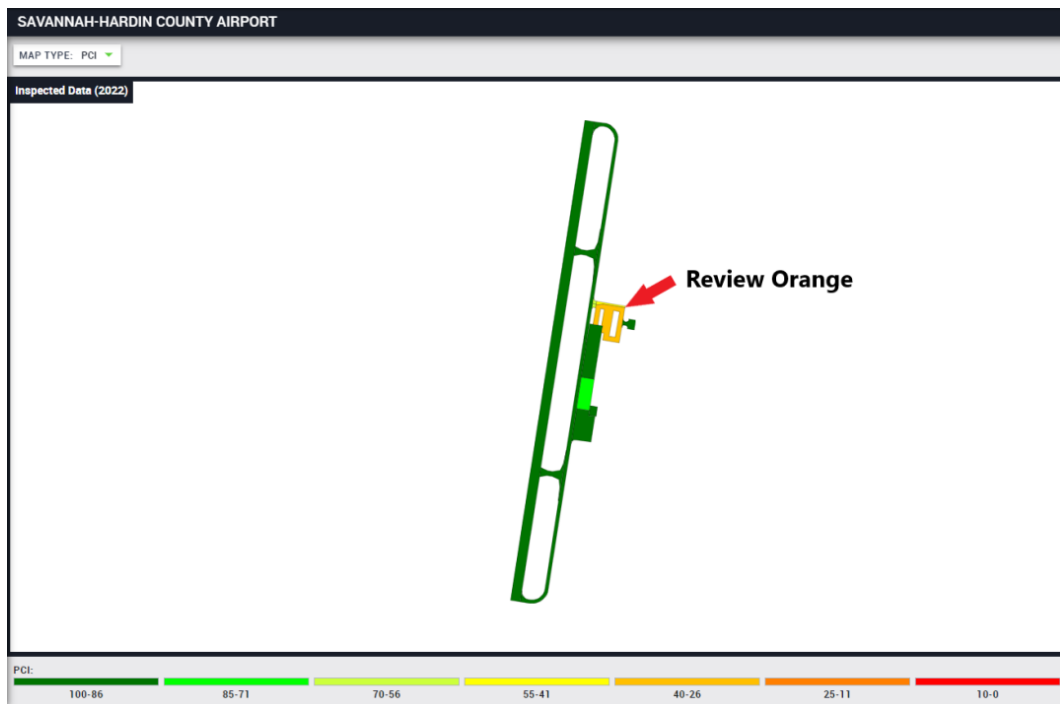 SAVANNAH-HARDIN COUNTY AIRPORT
MAP TYPE: PCI
Inspected Data (2022)
Review Orange
PCI:
100-86 85-71 70-56 55-41 40-26 25-11 10-0